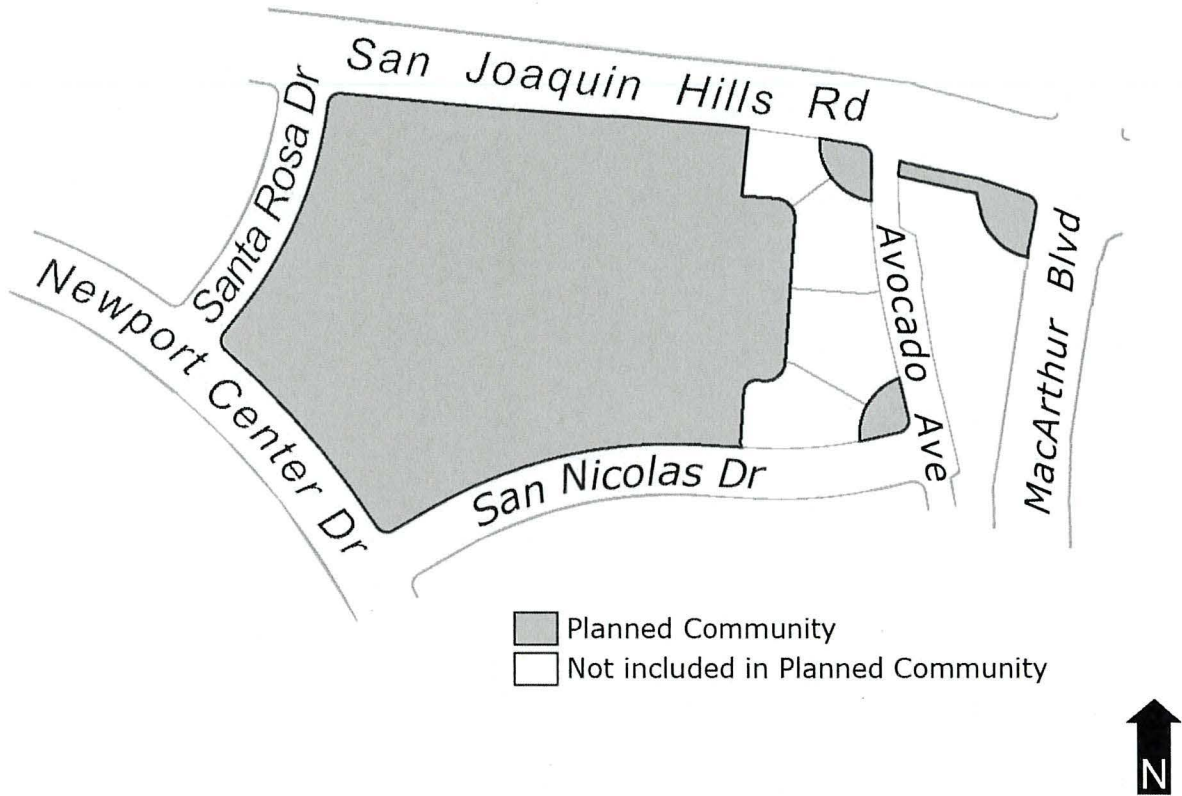 San Joaquin Hills Rd
Santa Rosa Dr
Newport Center Dr
Avocado Ave
MacArthur Blvd
San Nicolas Dr
Planned Community
Not included in Planned Community
N